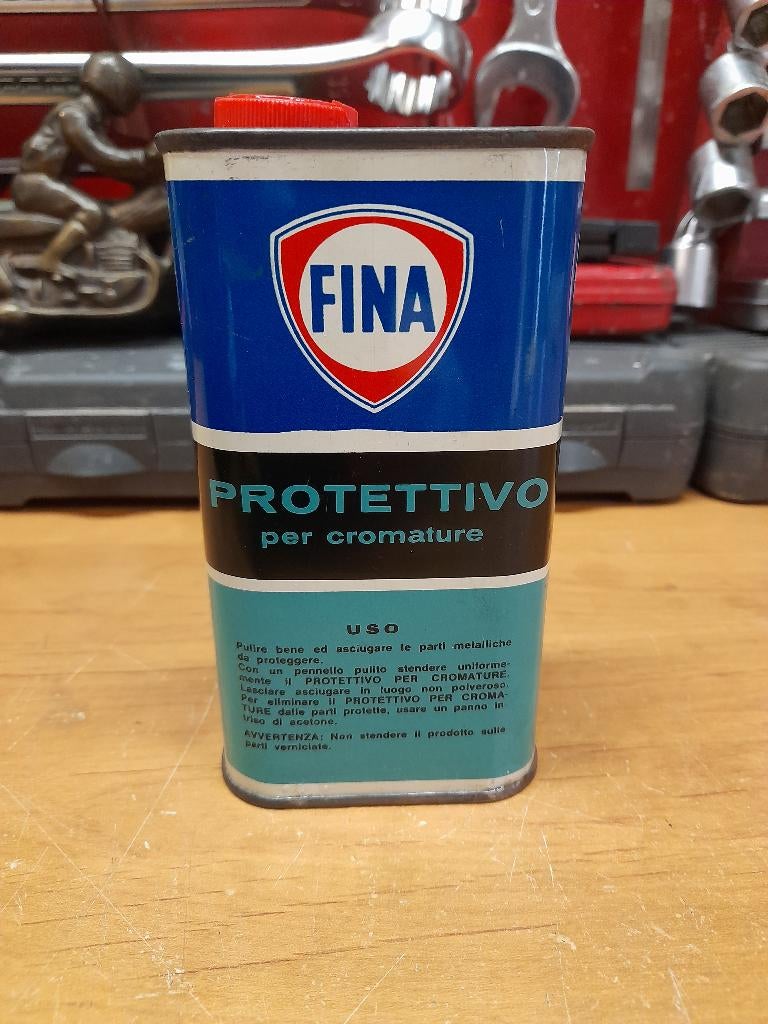 FINA
PROTETTIVO
per cromature
USO
Pulire bene ed asciugare le parti metalliche
da proteggere.
Con un pennello pulito stendere uniforme-
mente il PROTETTIVO PER CROMATURE.
Lasciare asciugare in luogo non polveroso.
Per eliminare il PROTETTIVO PER CROMA-
TURE dalle parti protette, usare un panno in-
triso di acetone.
AVVERTENZA: Non stendere il prodotto sulle
parti verniciate.